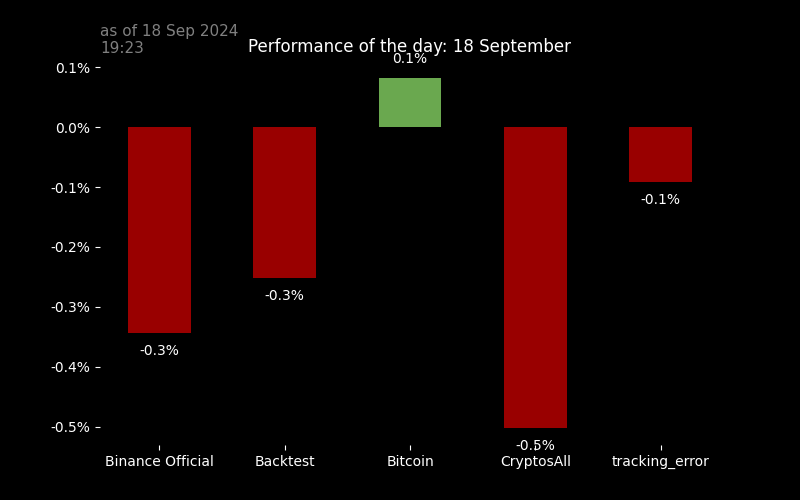 as of 18 Sep 2024
19:23
Performance of the day: 18 September
0.1%
0.1%
0.0%
-0.1%
-0.1%
-0.2%
-0.3%
-0.3%
-0.3%
-0.4%
-0.5%
-0.5%
Binance Official
Backtest
Bitcoin
CryptosAll
tracking_error